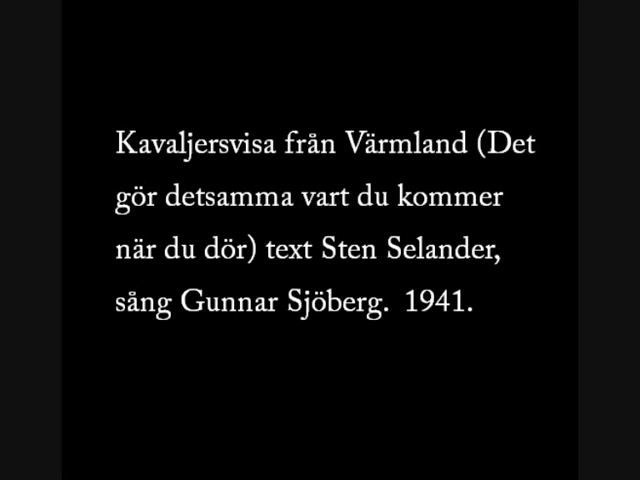 Kavaljersvisa från Värmland (Det
gör detsamma vart du kommer
när du dör) text Sten Selander,
sång Gunnar Sjöberg.  1941.